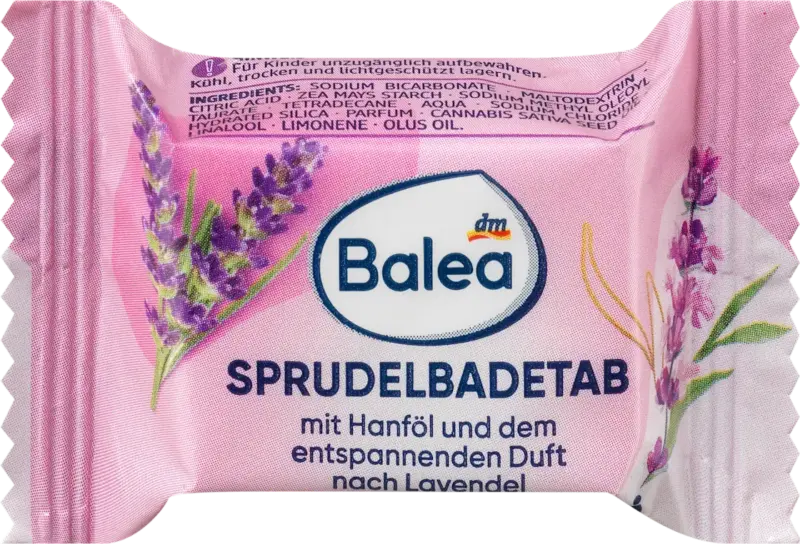 Für Kinder unzugänglich aufbewahren.
Kühl, trocken und lichtgeschützt lagern.
INGREDIENTS: SODIUM BICARBONATE · MALTODEXTRIN
CITRIC ACID · ZEA MAYS STARCH · SODIUM METHYL OLEOYL
TAURATE · TETRADECANE · AQUA · SODIUM CHLORIDE
HYDRATED SILICA · PARFUM · CANNABIS SATIVA SEED
LINALOOL · LIMONENE · OLUS OIL.
dm
Balea
SPRUDELBADETAB
mit Hanföl und dem
entspannenden Duft
nach Lavendel